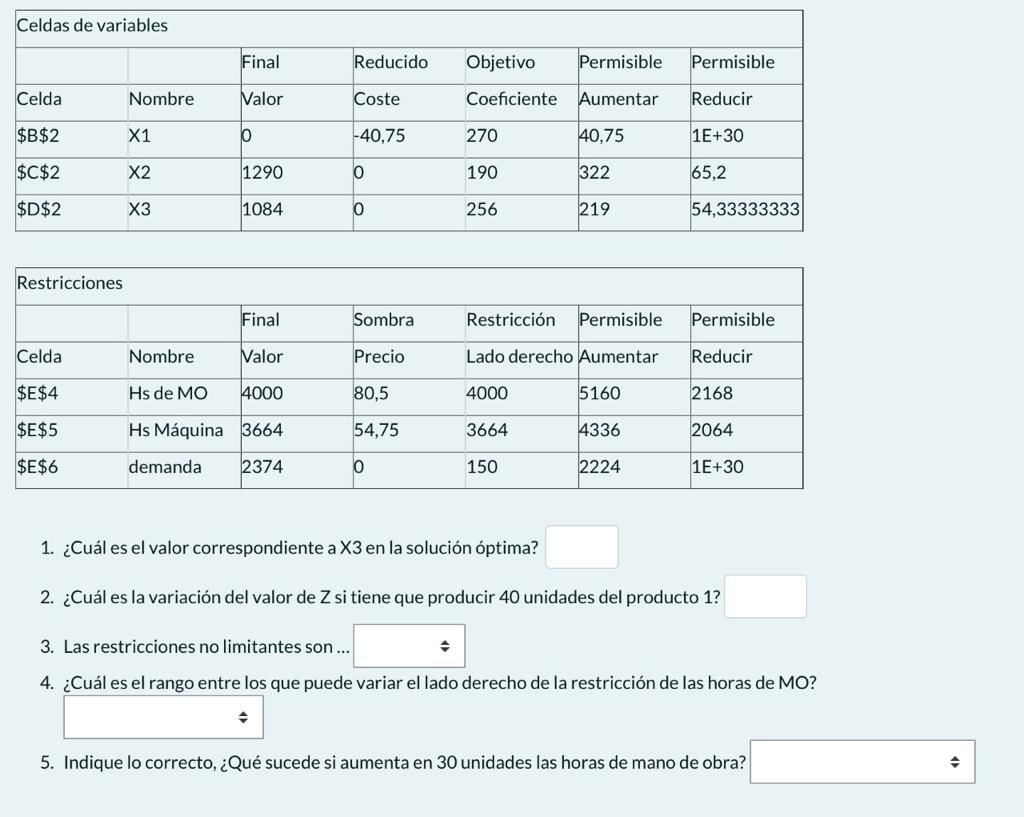 Celdas de variables
Final Reducido Objetivo Permisible Permisible
Celda Nombre Valor Coste Coeficiente Aumentar Reducir
$B$2 X1 0 -40,75 270 40,75 1E+30
$C$2 X2 1290 0 190 322 65,2
$D$2 X3 1084 0 256 219 54,33333333
Restricciones
Final Sombra Restricción Permisible Permisible
Celda Nombre Valor Precio Lado derecho Aumentar Reducir
$E$4 Hs de MO 4000 80,5 4000 5160 2168
$E$5 Hs Máquina 3664 54,75 3664 4336 2064
$E$6 demanda 2374 0 150 2224 1E+30
1. ¿Cuál es el valor correspondiente a X3 en la solución óptima?
2. ¿Cuál es la variación del valor de Z si tiene que producir 40 unidades del producto 1?
3. Las restricciones no limitantes son ...
4. ¿Cuál es el rango entre los que puede variar el lado derecho de la restricción de las horas de MO?
5. Indique lo correcto, ¿Qué sucede si aumenta en 30 unidades las horas de mano de obra?